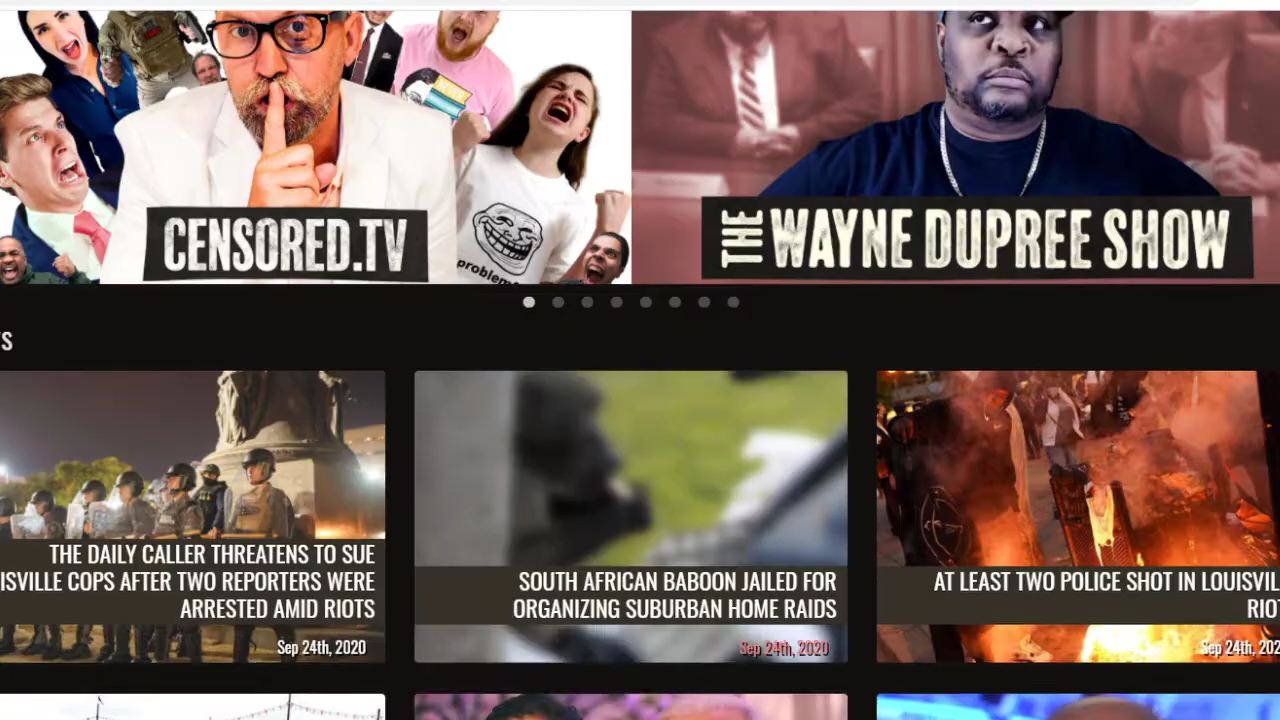 problem?
CENSORED.TV
THE WAYNE DUPREE SHOW
THE DAILY CALLER THREATENS TO SUE
ISVILLE COPS AFTER TWO REPORTERS WERE
ARRESTED AMID RIOTS
Sep 24th, 2020
SOUTH AFRICAN BABOON JAILED FOR
ORGANIZING SUBURBAN HOME RAIDS
Sep 24th, 2020
AT LEAST TWO POLICE SHOT IN LOUISVIL
RIO
Sep 24th, 202